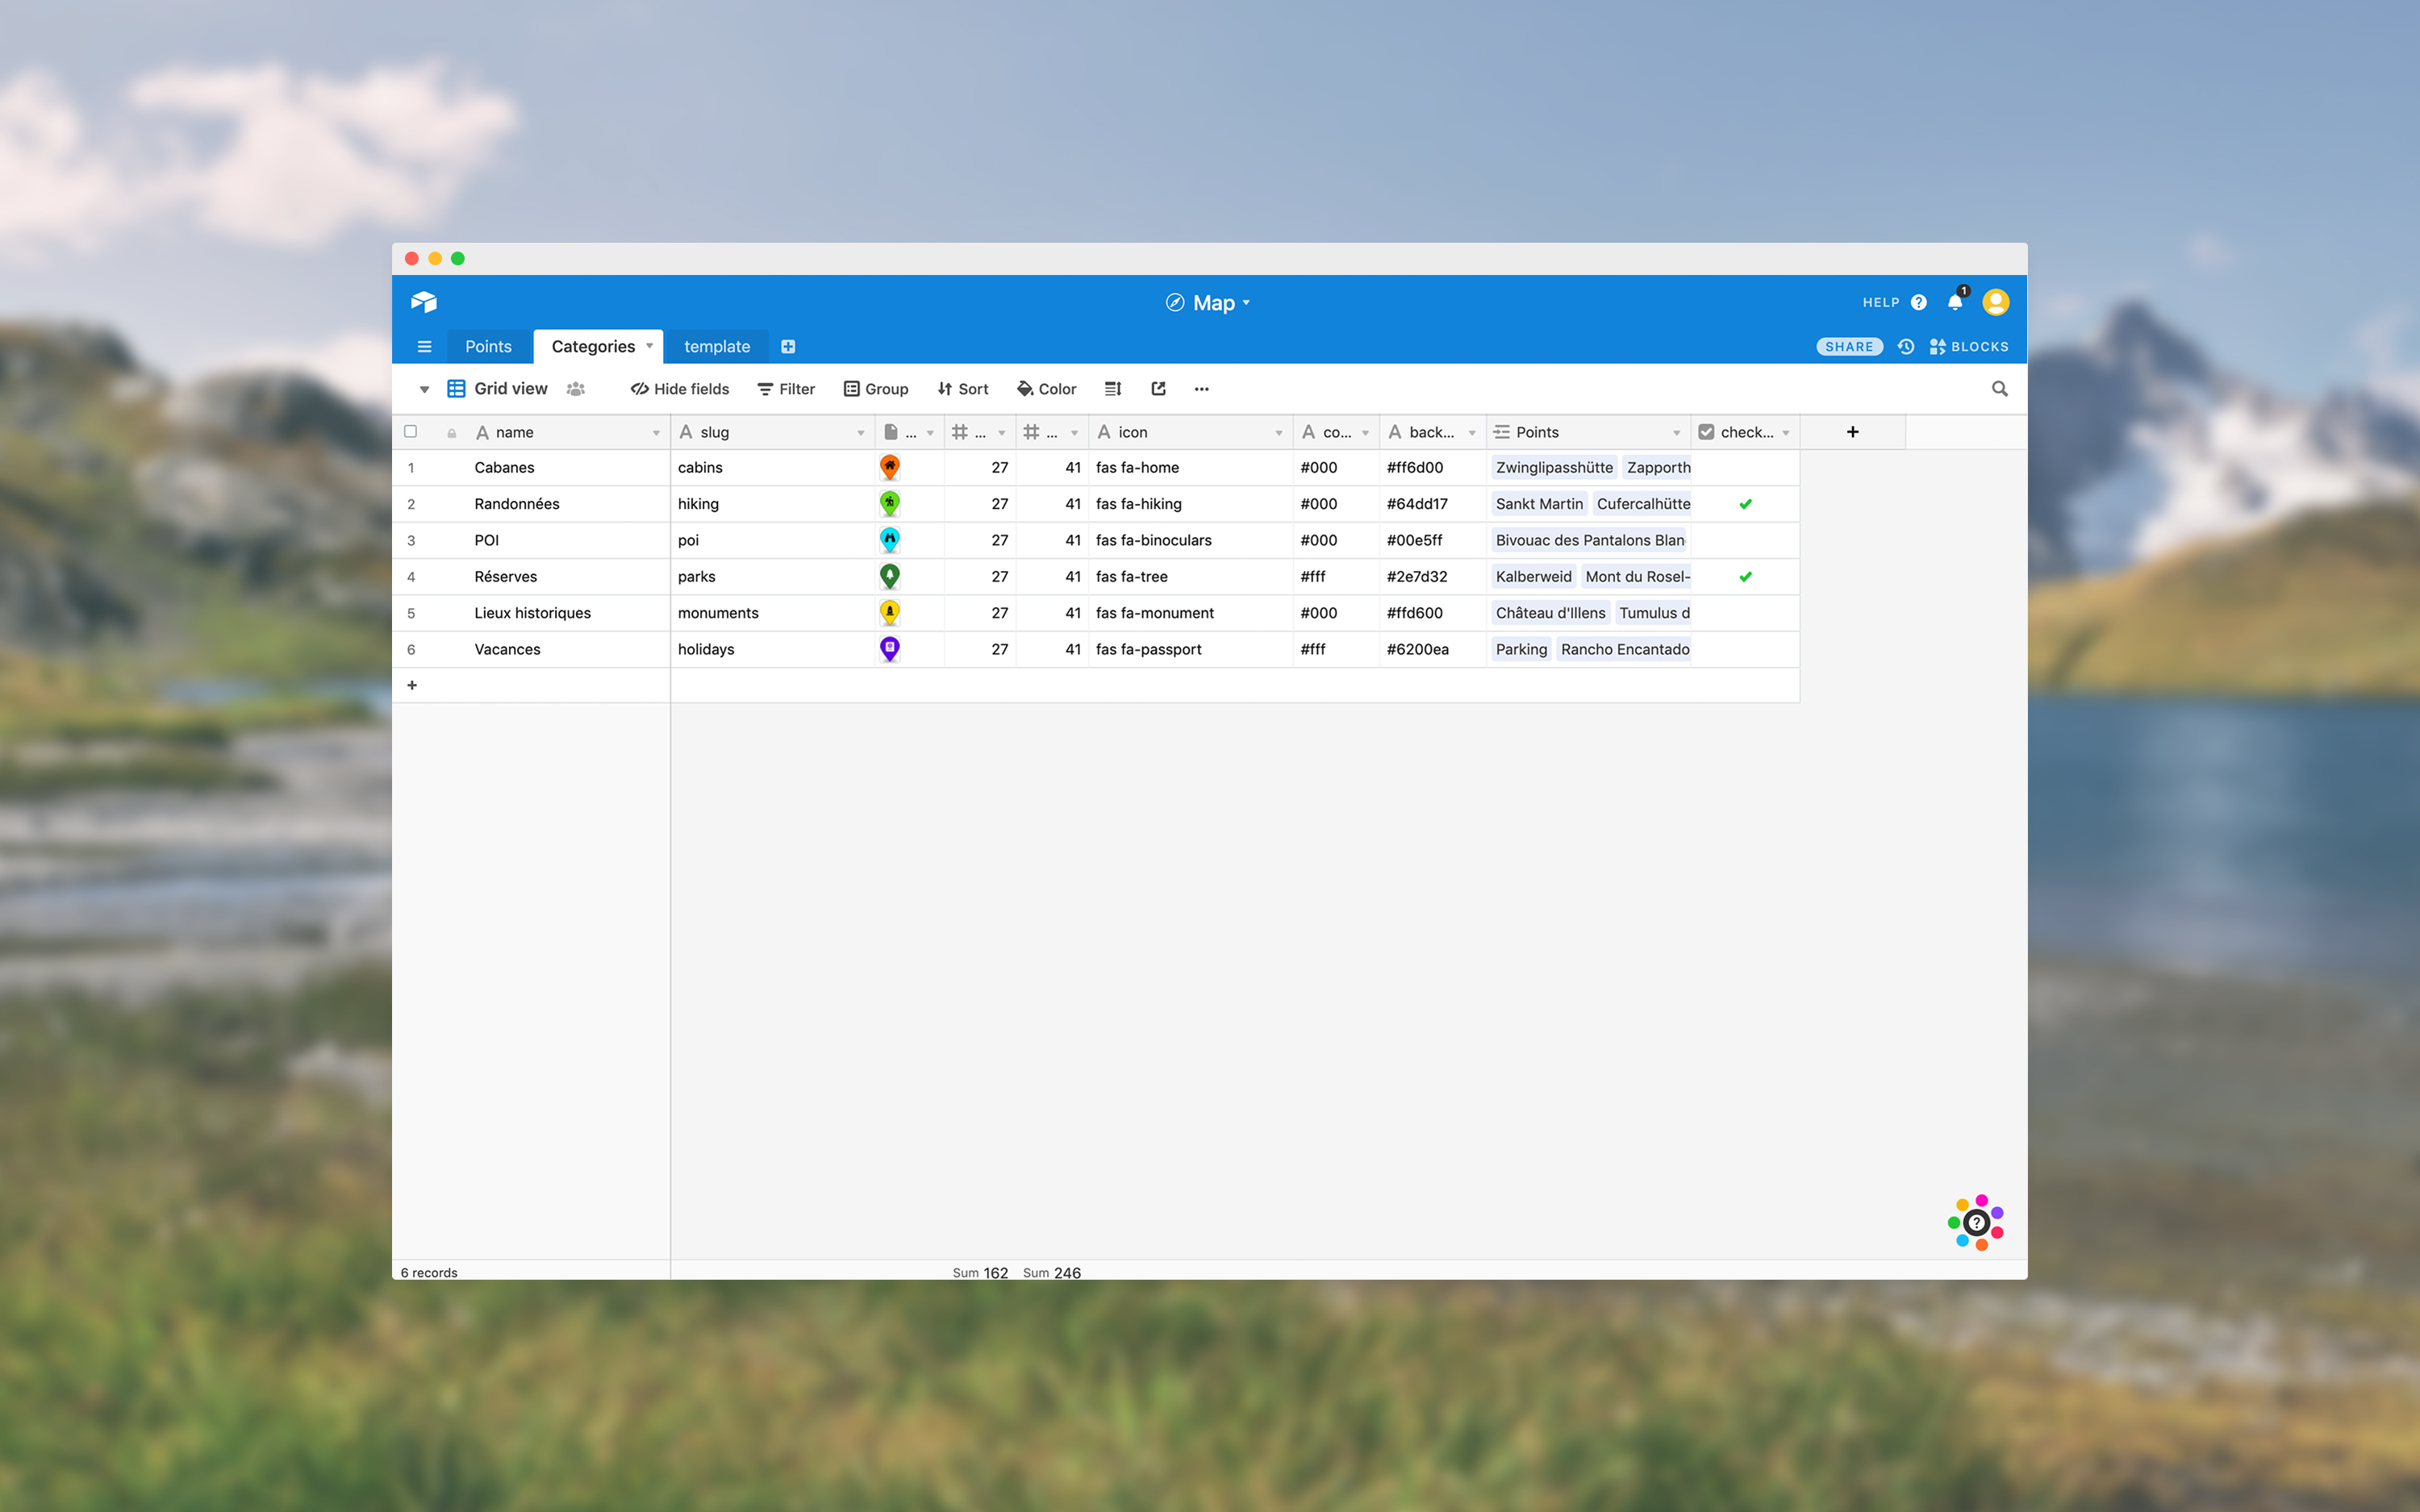 Map
HELP ? 1
Points Categories template SHARE BLOCKS
Grid view Hide fields Filter Group Sort Color ...
name slug ... ... ... icon co... back... Points check... +
1 Cabanes cabins 27 41 fas fa-home #000 #ff6d00 Zwinglipasshütte Zapporth
2 Randonnées hiking 27 41 fas fa-hiking #000 #64dd17 Sankt Martin Cufercalhütte
3 POI poi 27 41 fas fa-binoculars #000 #00e5ff Bivouac des Pantalons Blan
4 Réserves parks 27 41 fas fa-tree #fff #2e7d32 Kalberweid Mont du Rosel-
5 Lieux historiques monuments 27 41 fas fa-monument #000 #ffd600 Château d'Illens Tumulus d
6 Vacances holidays 27 41 fas fa-passport #fff #6200ea Parking Rancho Encantado
+
?
6 records Sum 162 Sum 246